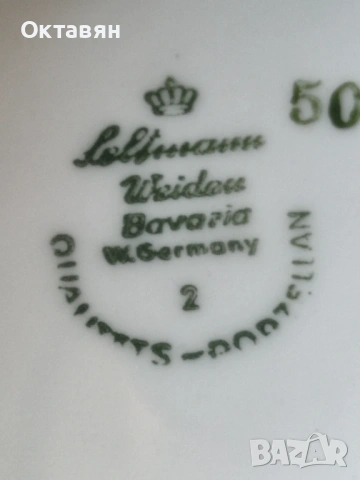 Октавян
50
Seltmann
Weiden
Bavaria
W.Germany
2
QUALITÄTS-PORZELLAN
BAZAR